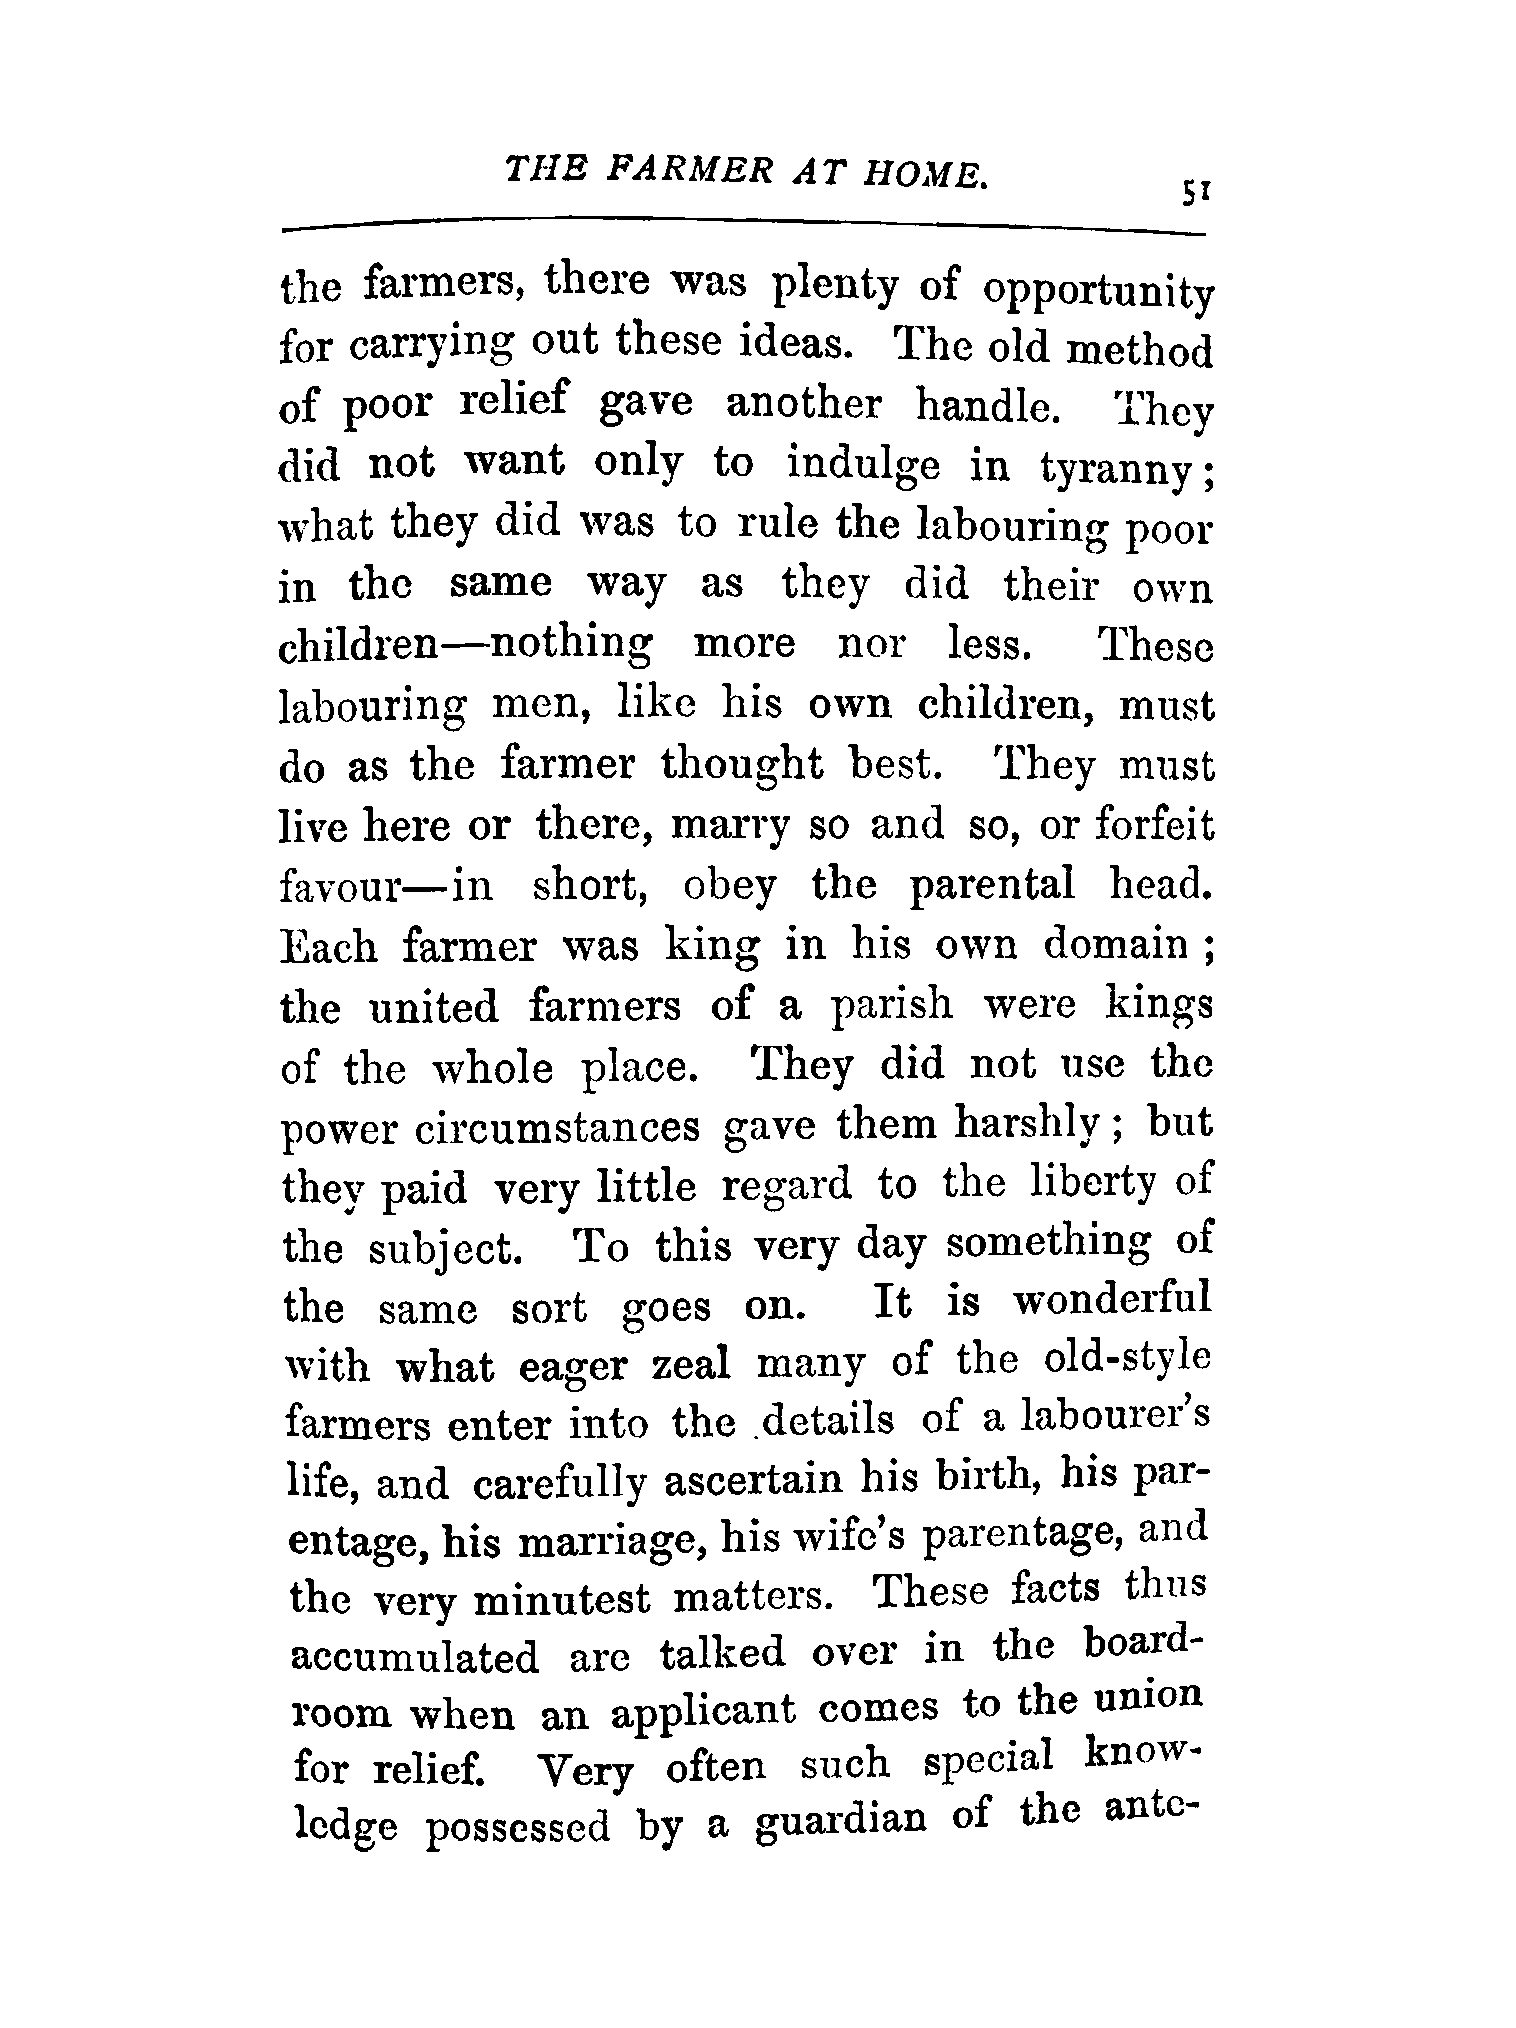 THE FARMER AT HOME. 51
the farmers, there was plenty of opportunity
for carrying out these ideas. The old method
of poor relief gave another handle. They
did not want only to indulge in tyranny;
what they did was to rule the labouring poor
in the same way as they did their own
children—nothing more nor less. These
labouring men, like his own children, must
do as the farmer thought best. They must
live here or there, marry so and so, or forfeit
favour—in short, obey the parental head.
Each farmer was king in his own domain;
the united farmers of a parish were kings
of the whole place. They did not use the
power circumstances gave them harshly; but
they paid very little regard to the liberty of
the subject. To this very day something of
the same sort goes on. It is wonderful
with what eager zeal many of the old-style
farmers enter into the details of a labourer's
life, and carefully ascertain his birth, his par-
entage, his marriage, his wife's parentage, and
the very minutest matters. These facts thus
accumulated are talked over in the board-
room when an applicant comes to the union
for relief. Very often such special know-
ledge possessed by a guardian of the ante-